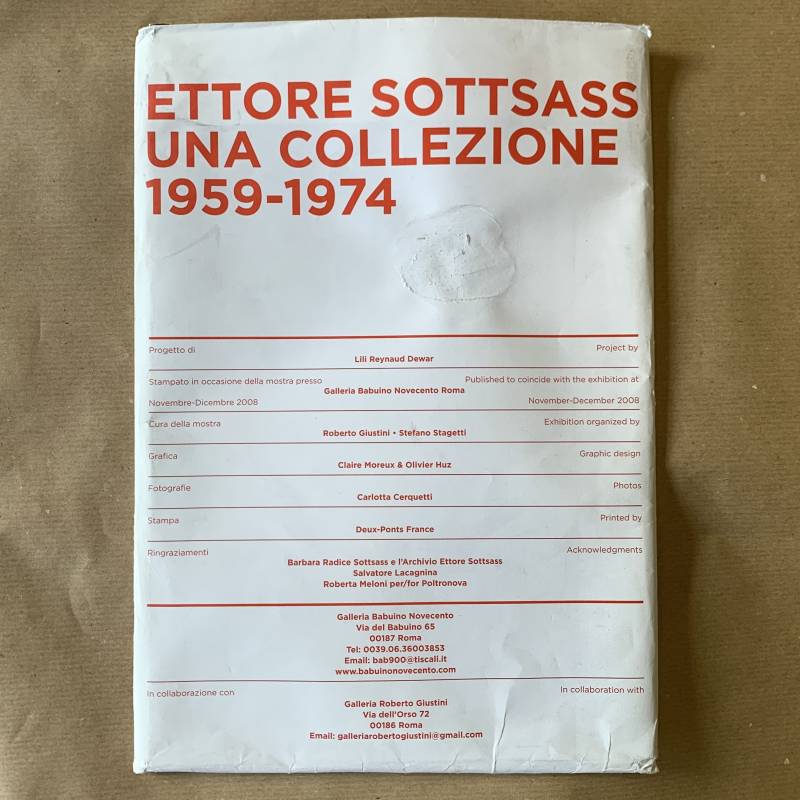 ETTORE SOTTSASS
UNA COLLEZIONE
1959-1974
Progetto di Project by
Lili Reynaud Dewar
Stampato in occasione della mostra presso Published to coincide with the exhibition at
Galleria Babuino Novecento Roma
Novembre-Dicembre 2008 November-December 2008
Cura della mostra Exhibition organized by
Roberto Giustini • Stefano Stagetti
Grafica Graphic design
Claire Moreux & Olivier Huz
Fotografie Photos
Carlotta Cerquetti
Stampa Printed by
Deux-Ponts France
Ringraziamenti Acknowledgments
Barbara Radice Sottsass e l'Archivio Ettore Sottsass
Salvatore Lacagnina
Roberta Meloni per/for Poltronova
Galleria Babuino Novecento
Via del Babuino 65
00187 Roma
Tel: 0039.06.36003853
Email: bab900@tiscali.it
www.babuinonovecento.com
In collaborazione con In collaboration with
Galleria Roberto Giustini
Via dell'Orso 72
00186 Roma
Email: galleriarobertogiustini@gmail.com